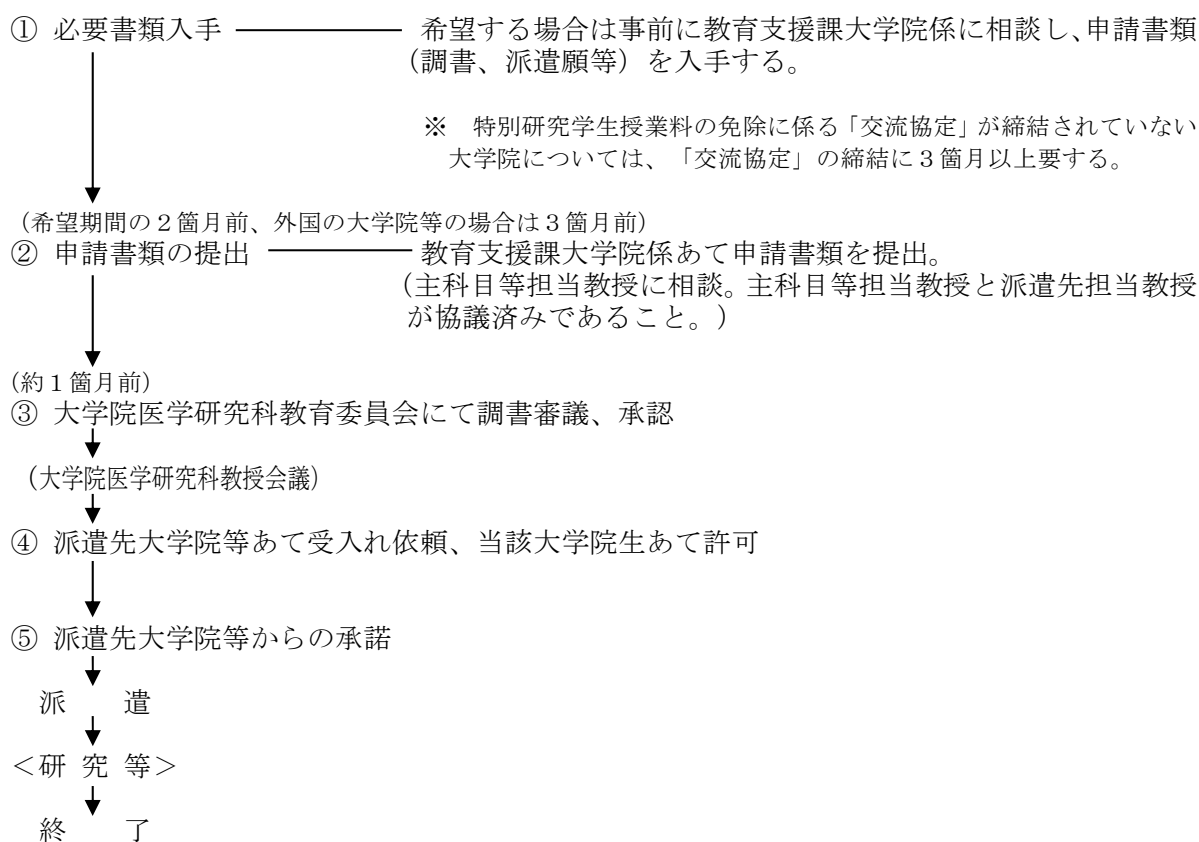 ① 必要書類入手 ――――― 希望する場合は事前に教育支援課大学院係に相談し、申請書類
（調書、派遣願等）を入手する。
※　特別研究学生授業料の免除に係る「交流協定」が締結されていない
大学院については、「交流協定」の締結に３箇月以上要する。
（希望期間の２箇月前、外国の大学院等の場合は３箇月前）
② 申請書類の提出 ――――― 教育支援課大学院係あて申請書類を提出。
（主科目等担当教授に相談。主科目等担当教授と派遣先担当教授
が協議済みであること。）
（約１箇月前）
③ 大学院医学研究科教育委員会にて調書審議、承認
（大学院医学研究科教授会議）
④ 派遣先大学院等あて受入れ依頼、当該大学院生あて許可
⑤ 派遣先大学院等からの承諾
派　　遣
＜研 究 等＞
終　　了